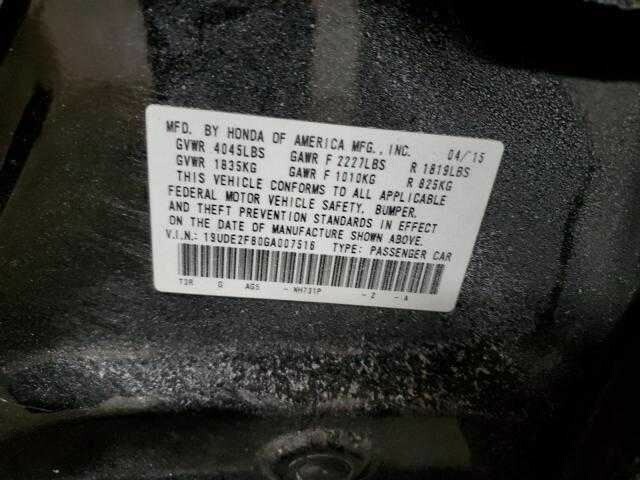 MFD. BY HONDA OF AMERICA MFG., INC. 04/15
GVWR 4045LBS GAWR F 2227LBS R 1819LBS
GVWR 1835KG GAWR F 1010KG R 825KG
THIS VEHICLE CONFORMS TO ALL APPLICABLE
FEDERAL MOTOR VEHICLE SAFETY, BUMPER,
AND THEFT PREVENTION STANDARDS IN EFFECT
ON THE DATE OF MANUFACTURE SHOWN ABOVE.
V.I.N.: 19UDE2F80GA007516 TYPE: PASSENGER CAR
T3R G AGS - NH731P - Z - A